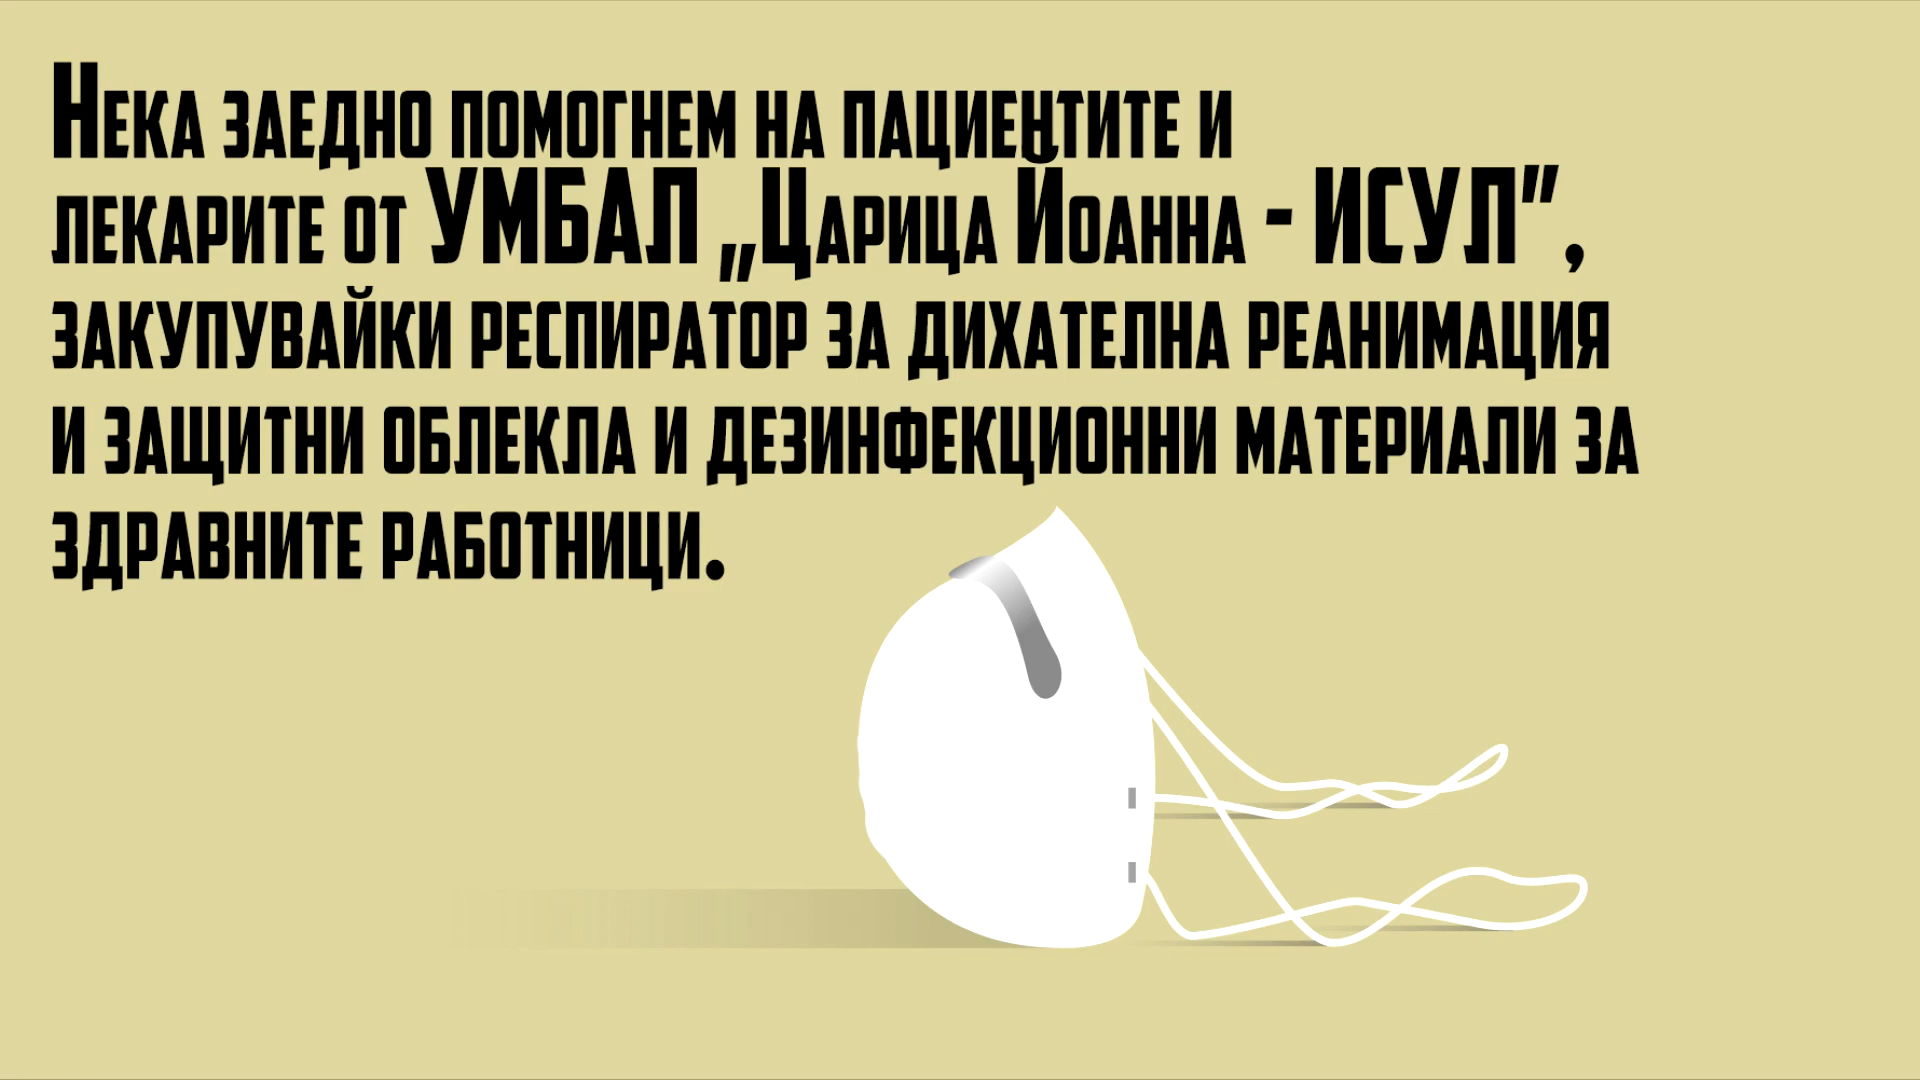 Нека заедно помогнем на пациентите и
лекарите от УМБАЛ „Царица Йоанна - ИСУЛ”,
закупувайки респиратор за дихателна реанимация
и защитни облекла и дезинфекционни материали за
здравните работници.